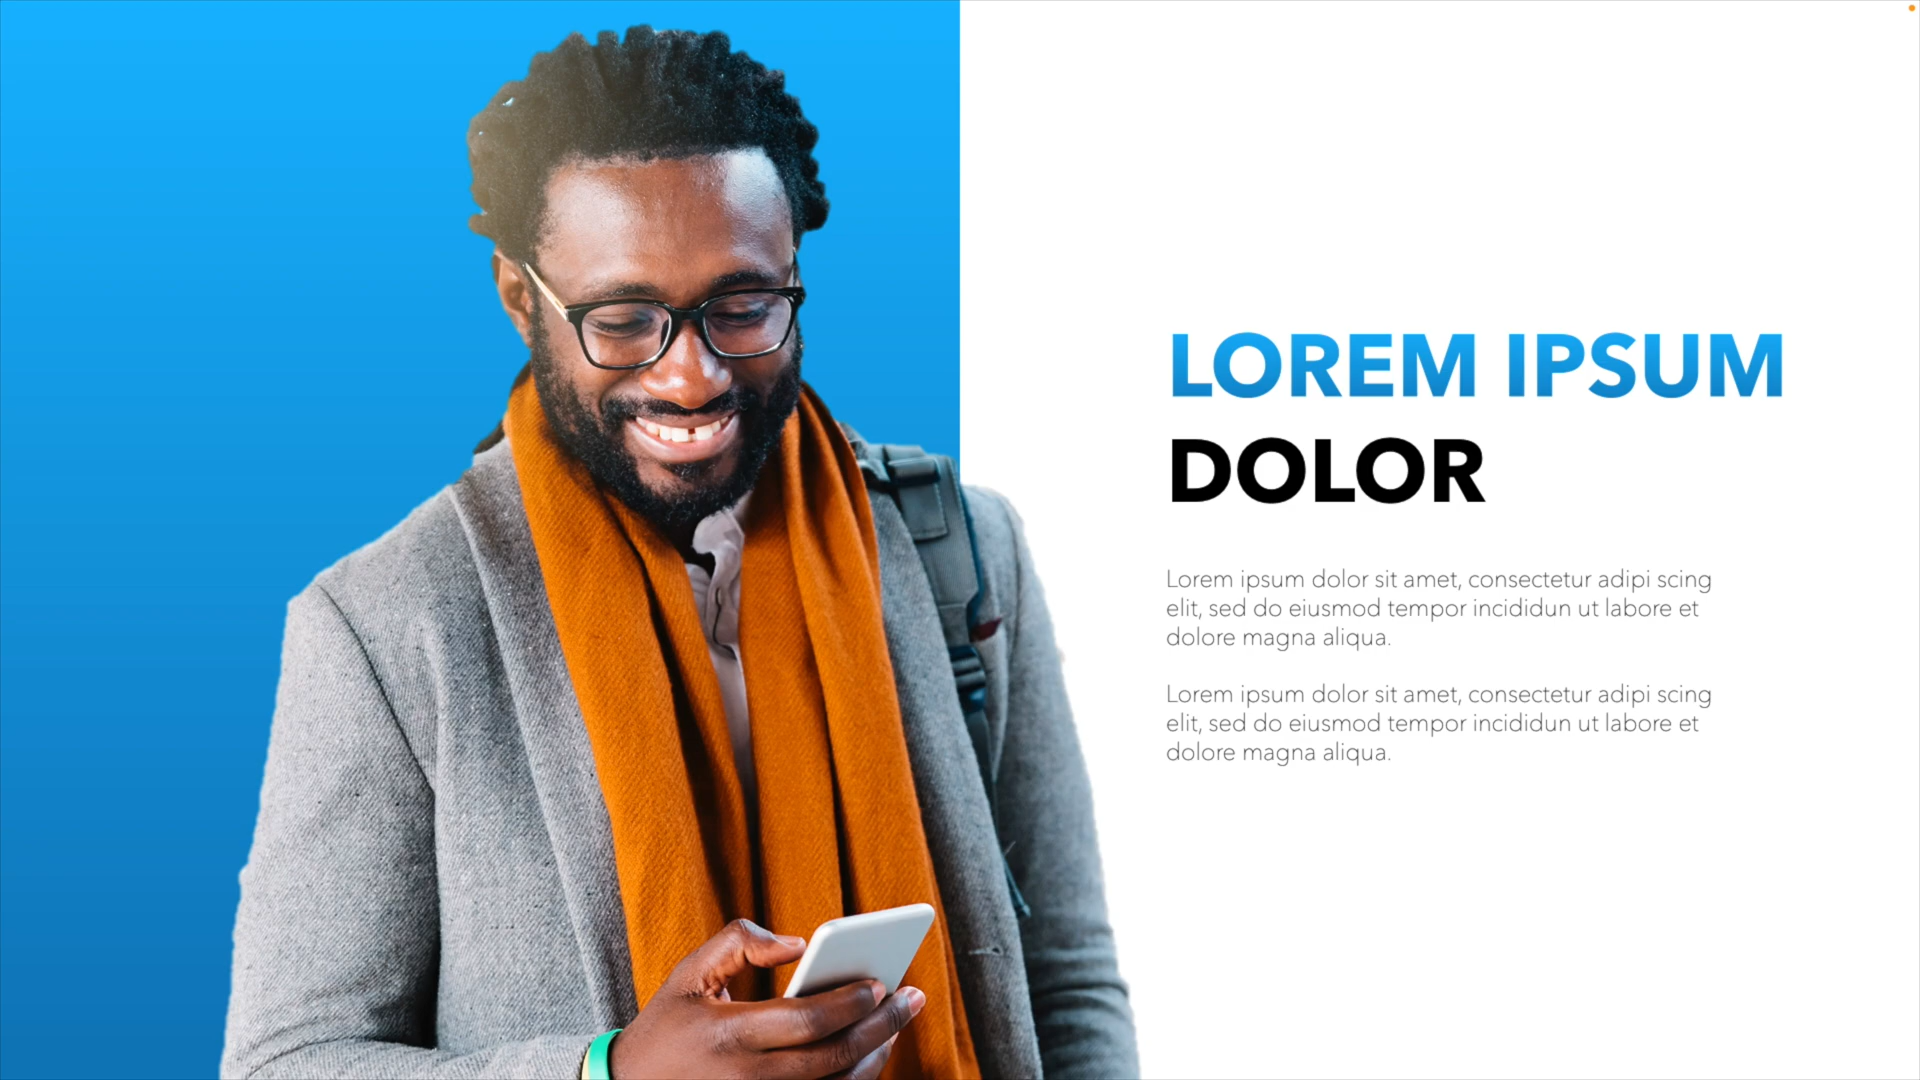 LOREM IPSUM
DOLOR
Lorem ipsum dolor sit amet, consectetur adipi scing
elit, sed do eiusmod tempor incididun ut labore et
dolore magna aliqua.
Lorem ipsum dolor sit amet, consectetur adipi scing
elit, sed do eiusmod tempor incididun ut labore et
dolore magna aliqua.